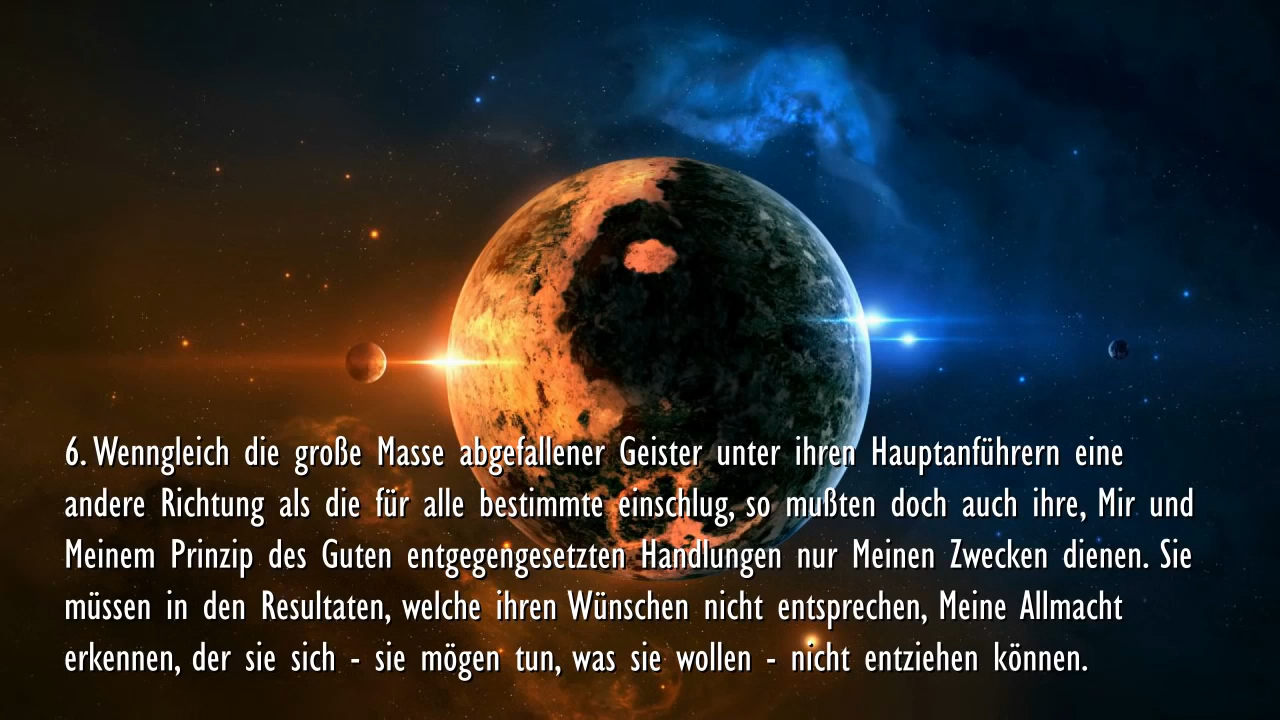 6. Wenngleich die große Masse abgefallener Geister unter ihren Hauptanführern eine
andere Richtung als die für alle bestimmte einschlug, so mußten doch auch ihre, Mir und
Meinem Prinzip des Guten entgegengesetzten Handlungen nur Meinen Zwecken dienen. Sie
müssen in den Resultaten, welche ihren Wünschen nicht entsprechen, Meine Allmacht
erkennen, der sie sich - sie mögen tun, was sie wollen - nicht entziehen können.